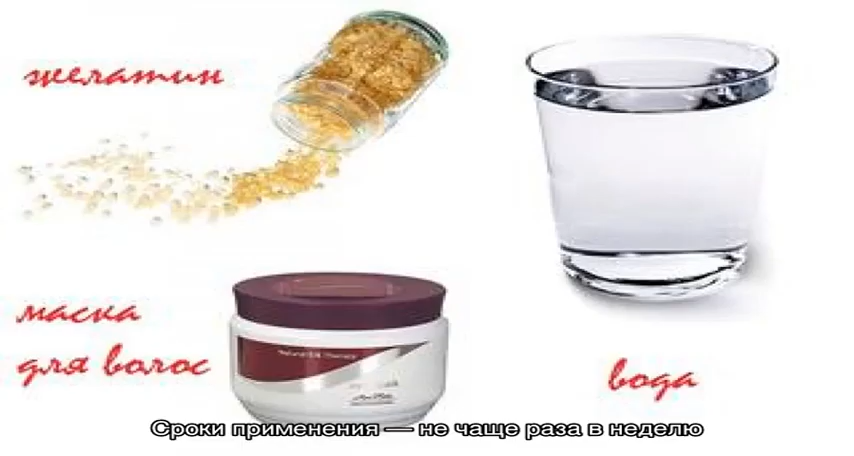 желатин
маска
для волос
вода
Сроки применения — не чаще раза в неделю